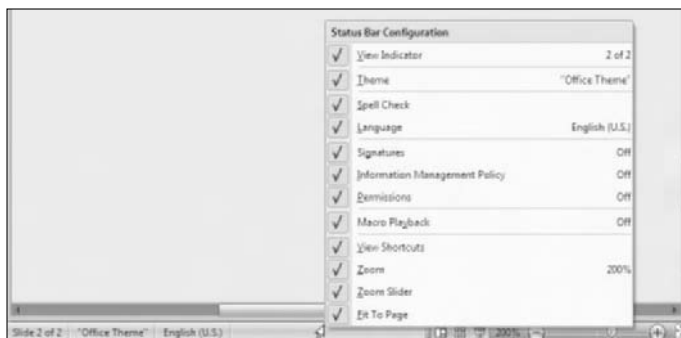 Status Bar Configuration
View Indicator 2 of 2
Theme "Office Theme"
Spell Check
Language English (U.S.)
Signatures Off
Information Management Policy Off
Permissions Off
Macro Playback Off
View Shortcuts
Zoom 200%
Zoom Slider
Fit To Page
Slide 2 of 2 "Office Theme" English (U.S.) 200%